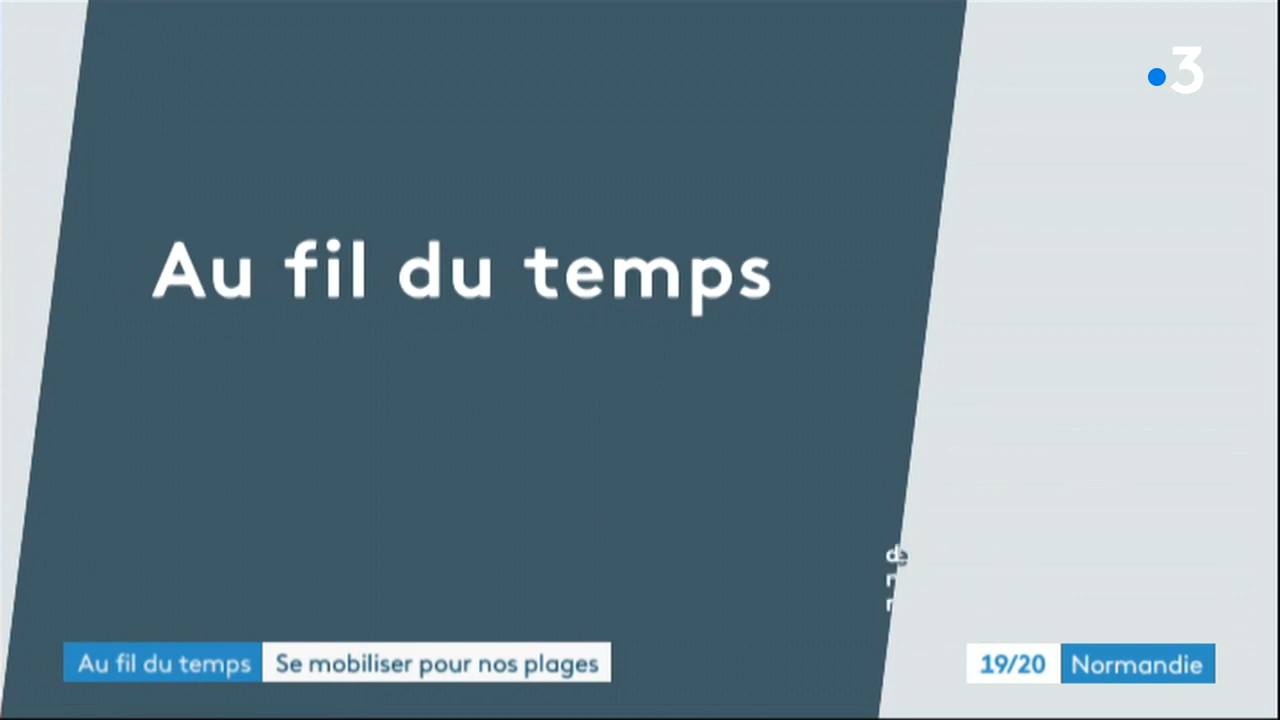 3
Au fil du temps
Au fil du temps Se mobiliser pour nos plages
19/20 Normandie